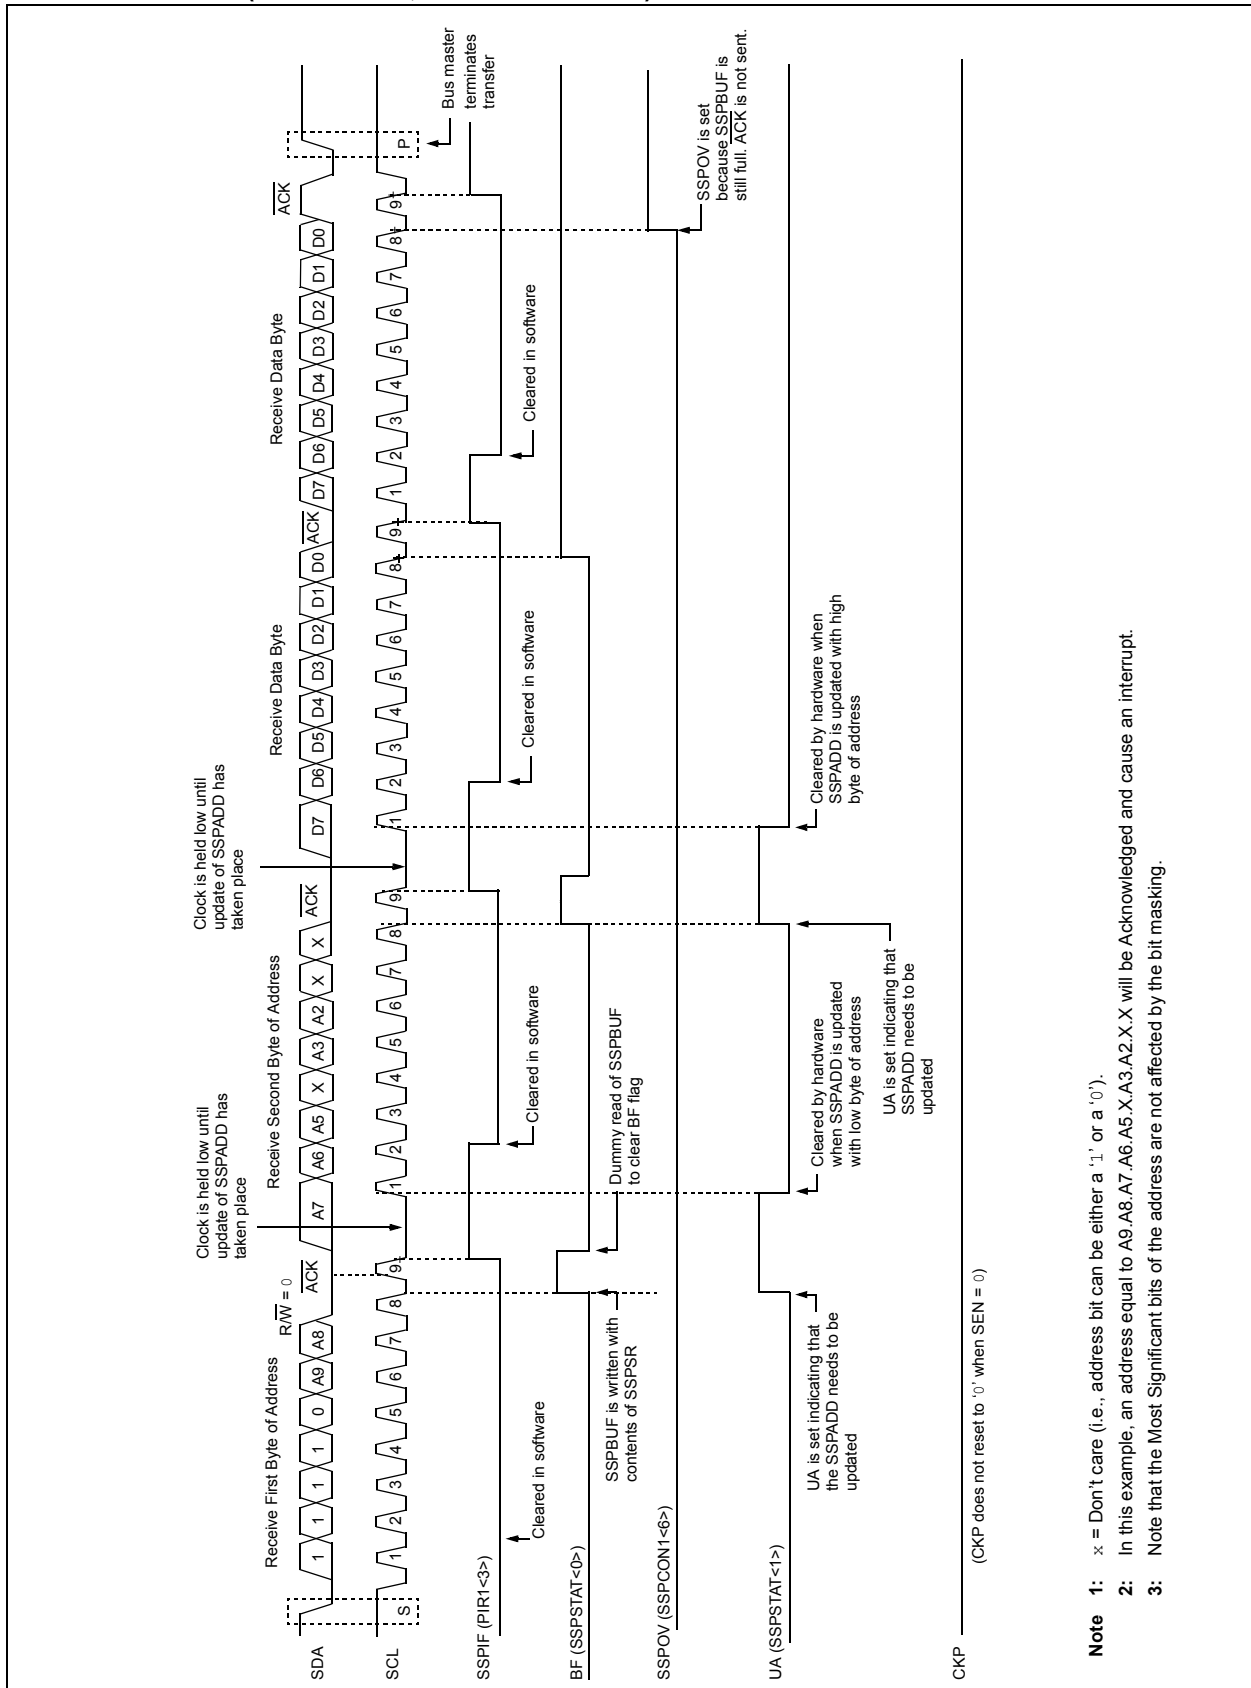 Clock is held low until
update of SSPADD has
taken place
Clock is held low until
update of SSPADD has
taken place
Receive First Byte of Address
R/W̅ = 0
Receive Second Byte of Address
Receive Data Byte
Receive Data Byte
A̅C̅K̅
SDA
1 1 1 1 0 A9 A8 A̅C̅K̅ A7 A6 A5 X A3 A2 X X A̅C̅K̅ D7 D6 D5 D4 D3 D2 D1 D0 A̅C̅K̅ D7 D6 D5 D4 D3 D2 D1 D0
SCL
S 1 2 3 4 5 6 7 8 9 1 2 3 4 5 6 7 8 9 1 2 3 4 5 6 7 8 9 1 2 3 4 5 6 7 8 9 P
Bus master
terminates
transfer
SSPIF (PIR1<3>)
Cleared in software
Cleared in software
Cleared in software
Cleared in software
BF (SSPSTAT<0>)
SSPBUF is written with
contents of SSPSR
Dummy read of SSPBUF
to clear BF flag
SSPOV (SSPCON1<6>)
SSPOV is set
because SSPBUF is
still full. A̅C̅K̅ is not sent.
UA (SSPSTAT<1>)
UA is set indicating that
the SSPADD needs to be
updated
Cleared by hardware
when SSPADD is updated
with low byte of address
UA is set indicating that
SSPADD needs to be
updated
Cleared by hardware when
SSPADD is updated with high
byte of address
CKP
(CKP does not reset to ‘0’ when SEN = 0)
Note 1: x = Don’t care (i.e., address bit can be either a ‘1’ or a ‘0’).
2: In this example, an address equal to A9.A8.A7.A6.A5.X.A3.A2.X.X will be Acknowledged and cause an interrupt.
3: Note that the Most Significant bits of the address are not affected by the bit masking.